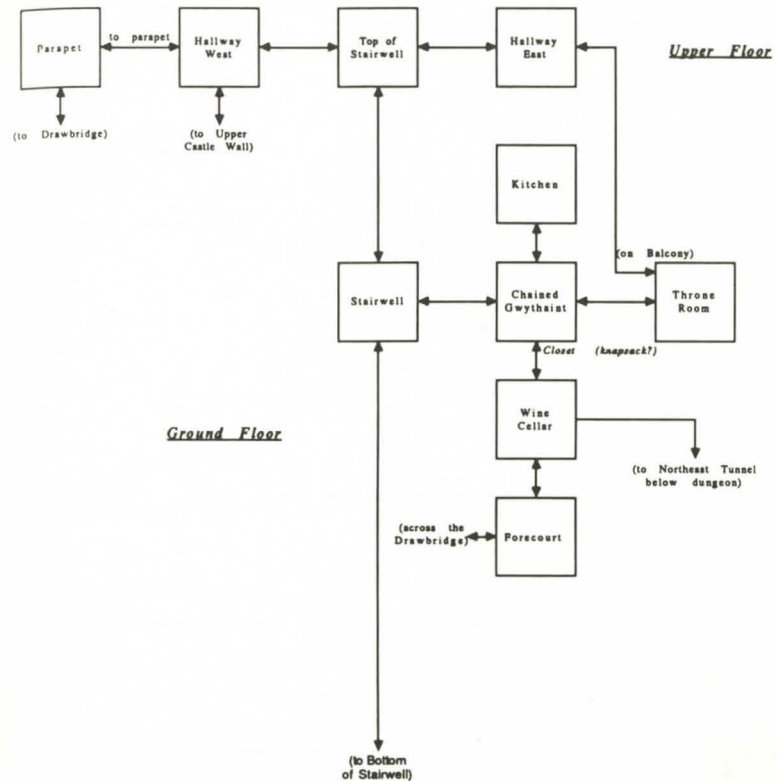 Parapet
to parapet
Hallway
West
Top of
Stairwell
Hallway
East
Upper Floor
(to Drawbridge)
(to Upper
Castle Wall)
Kitchen
(on Balcony)
Stairwell
Chained
Gwythaint
Throne
Room
Closet (knapsack?)
Wine
Cellar
Ground Floor
(to Northeast Tunnel
below dungeon)
(across the
Drawbridge)
Forecourt
(to Bottom
of Stairwell)